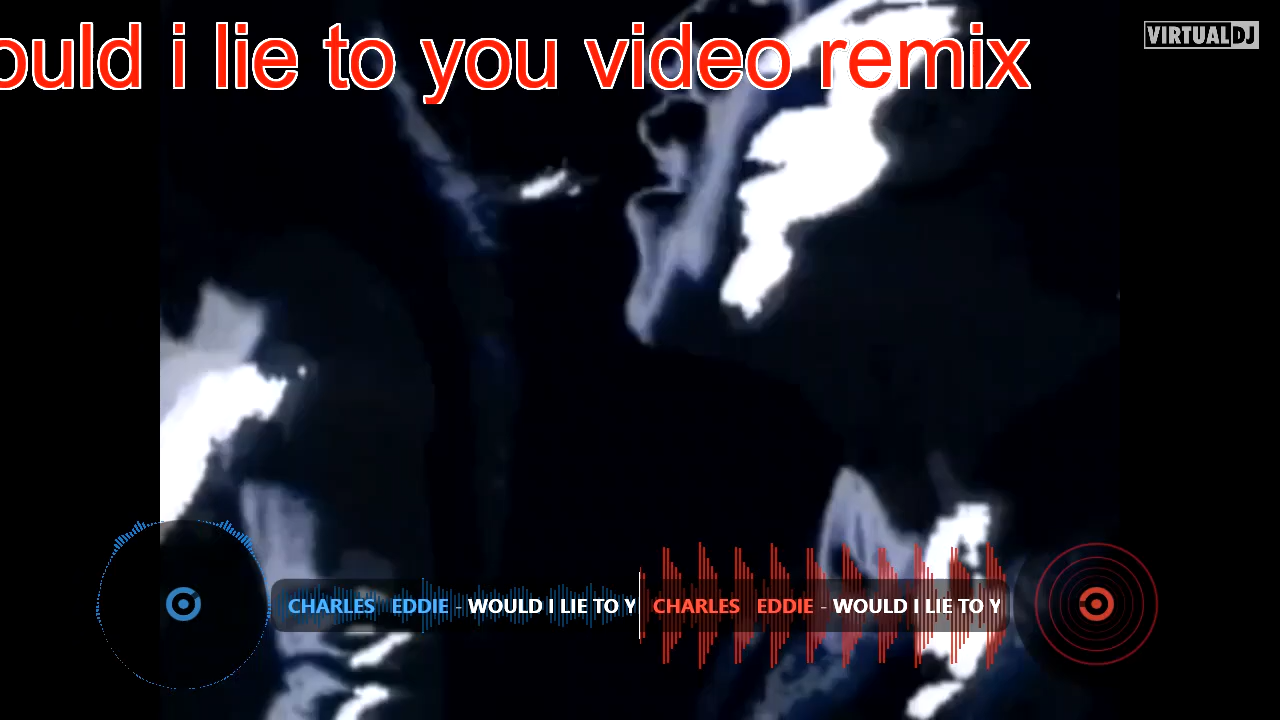 ould i lie to you video remix
VIRTUALDJ
CHARLES EDDIE - WOULD I LIE TO Y
CHARLES EDDIE - WOULD I LIE TO Y